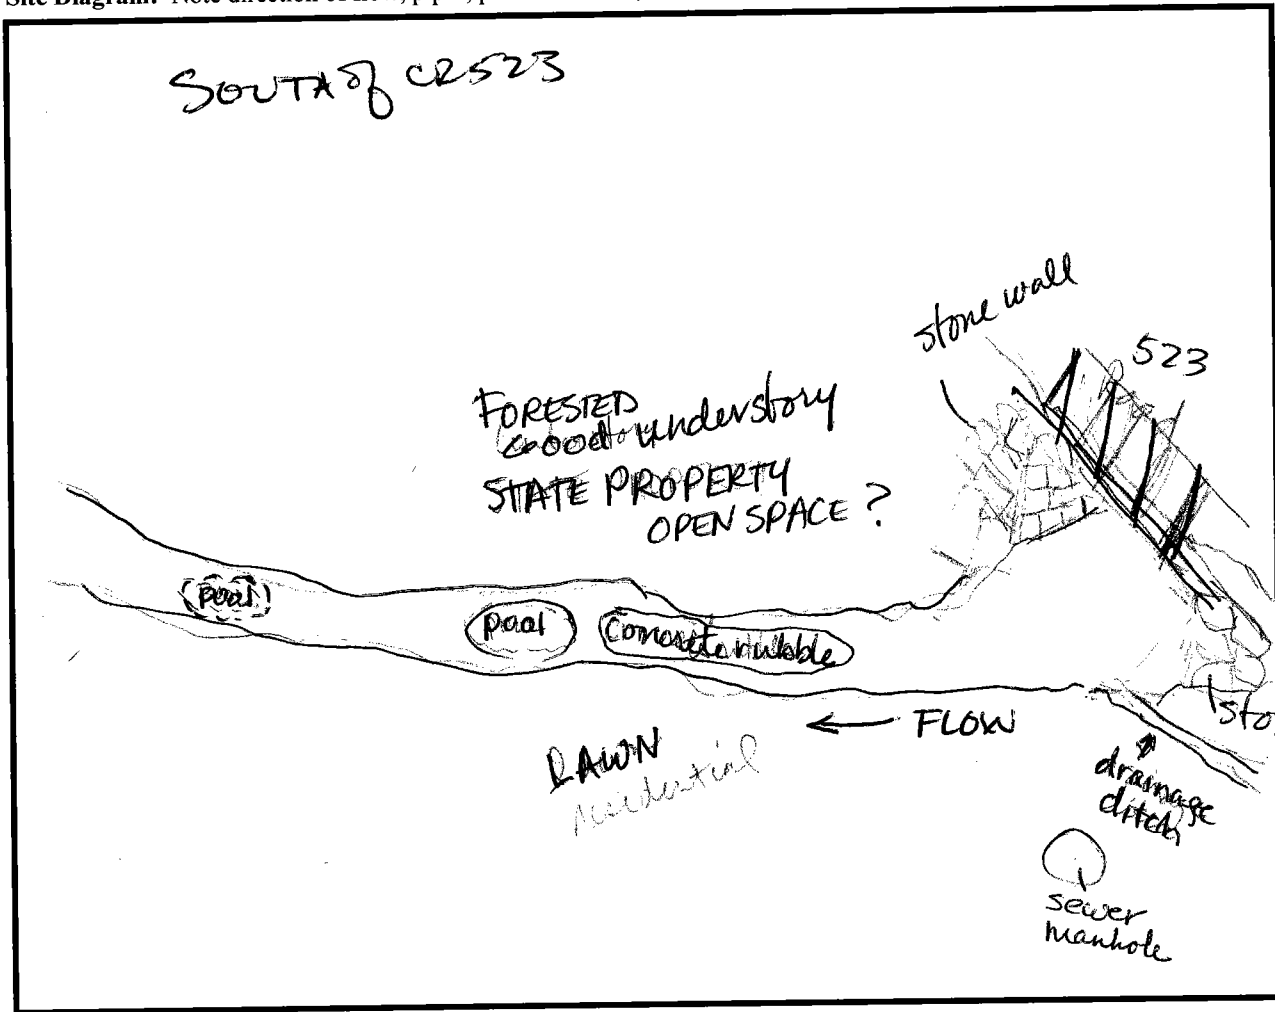 Site Diagram: Note direction of flow, p
SOUTH of CR523
stone wall
523
FORESTED
Good understory
STATE PROPERTY
OPEN SPACE ?
pool
pool
Concrete rubble
sto
FLOW
LAWN
residential
drainage
ditch
sewer
manhole